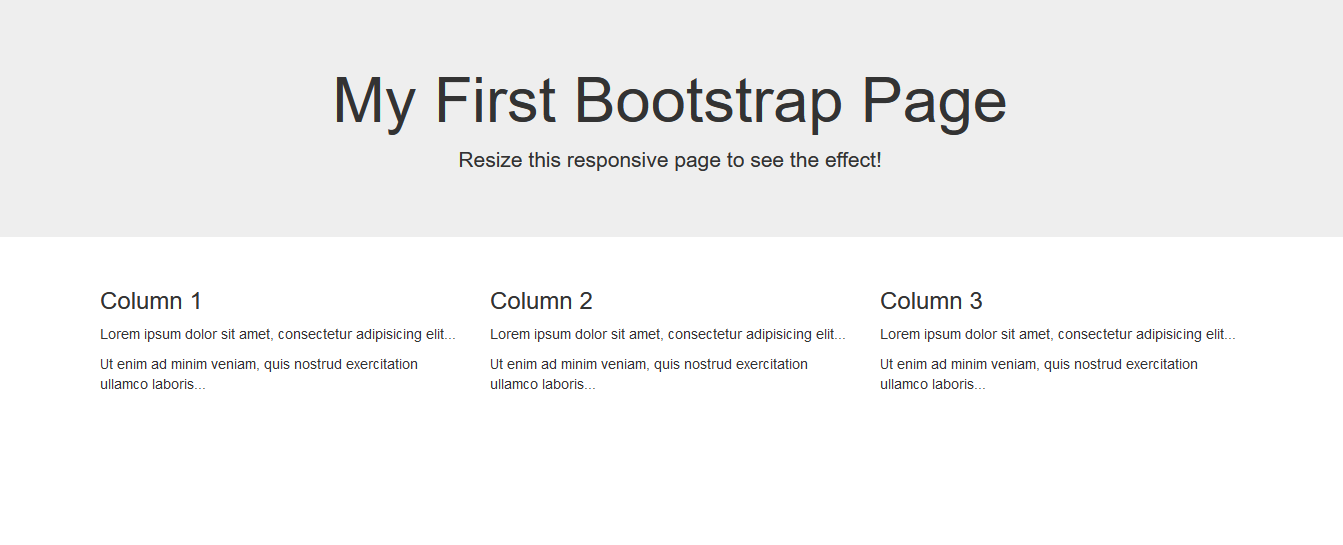 My First Bootstrap Page
Resize this responsive page to see the effect!
Column 1
Lorem ipsum dolor sit amet, consectetur adipisicing elit...
Ut enim ad minim veniam, quis nostrud exercitation
ullamco laboris...
Column 2
Lorem ipsum dolor sit amet, consectetur adipisicing elit...
Ut enim ad minim veniam, quis nostrud exercitation
ullamco laboris...
Column 3
Lorem ipsum dolor sit amet, consectetur adipisicing elit...
Ut enim ad minim veniam, quis nostrud exercitation
ullamco laboris...